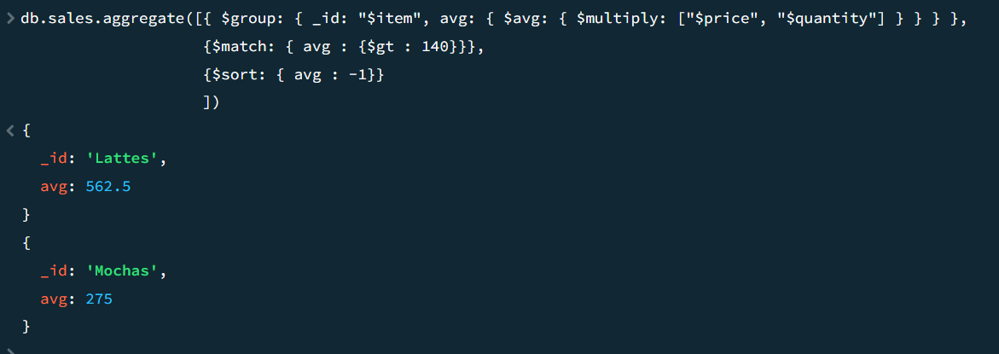 db.sales.aggregate([{ $group: { _id: "$item", avg: { $avg: { $multiply: ["$price", "$quantity"] } } } },
{$match: { avg : {$gt : 140}}},
{$sort: { avg : -1}}
])
{
_id: 'Lattes',
avg: 562.5
}
{
_id: 'Mochas',
avg: 275
}